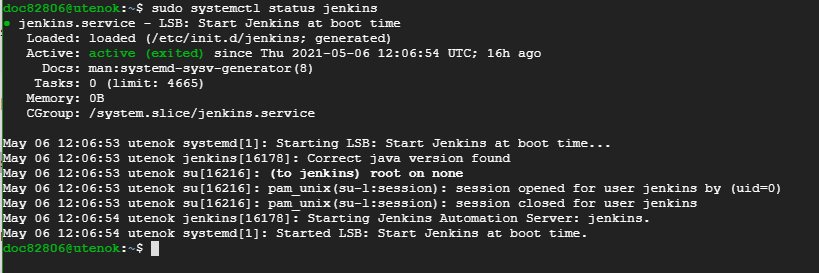 doc82806@utenok:~$ sudo systemctl status jenkins
● jenkins.service - LSB: Start Jenkins at boot time
Loaded: loaded (/etc/init.d/jenkins; generated)
Active: active (exited) since Thu 2021-05-06 12:06:54 UTC; 16h ago
Docs: man:systemd-sysv-generator(8)
Tasks: 0 (limit: 4665)
Memory: 0B
CGroup: /system.slice/jenkins.service
May 06 12:06:53 utenok systemd[1]: Starting LSB: Start Jenkins at boot time...
May 06 12:06:53 utenok jenkins[16178]: Correct java version found
May 06 12:06:53 utenok su[16216]: (to jenkins) root on none
May 06 12:06:53 utenok su[16216]: pam_unix(su-l:session): session opened for user jenkins by (uid=0)
May 06 12:06:53 utenok su[16216]: pam_unix(su-l:session): session closed for user jenkins
May 06 12:06:54 utenok jenkins[16178]: Starting Jenkins Automation Server: jenkins.
May 06 12:06:54 utenok systemd[1]: Started LSB: Start Jenkins at boot time.
doc82806@utenok:~$